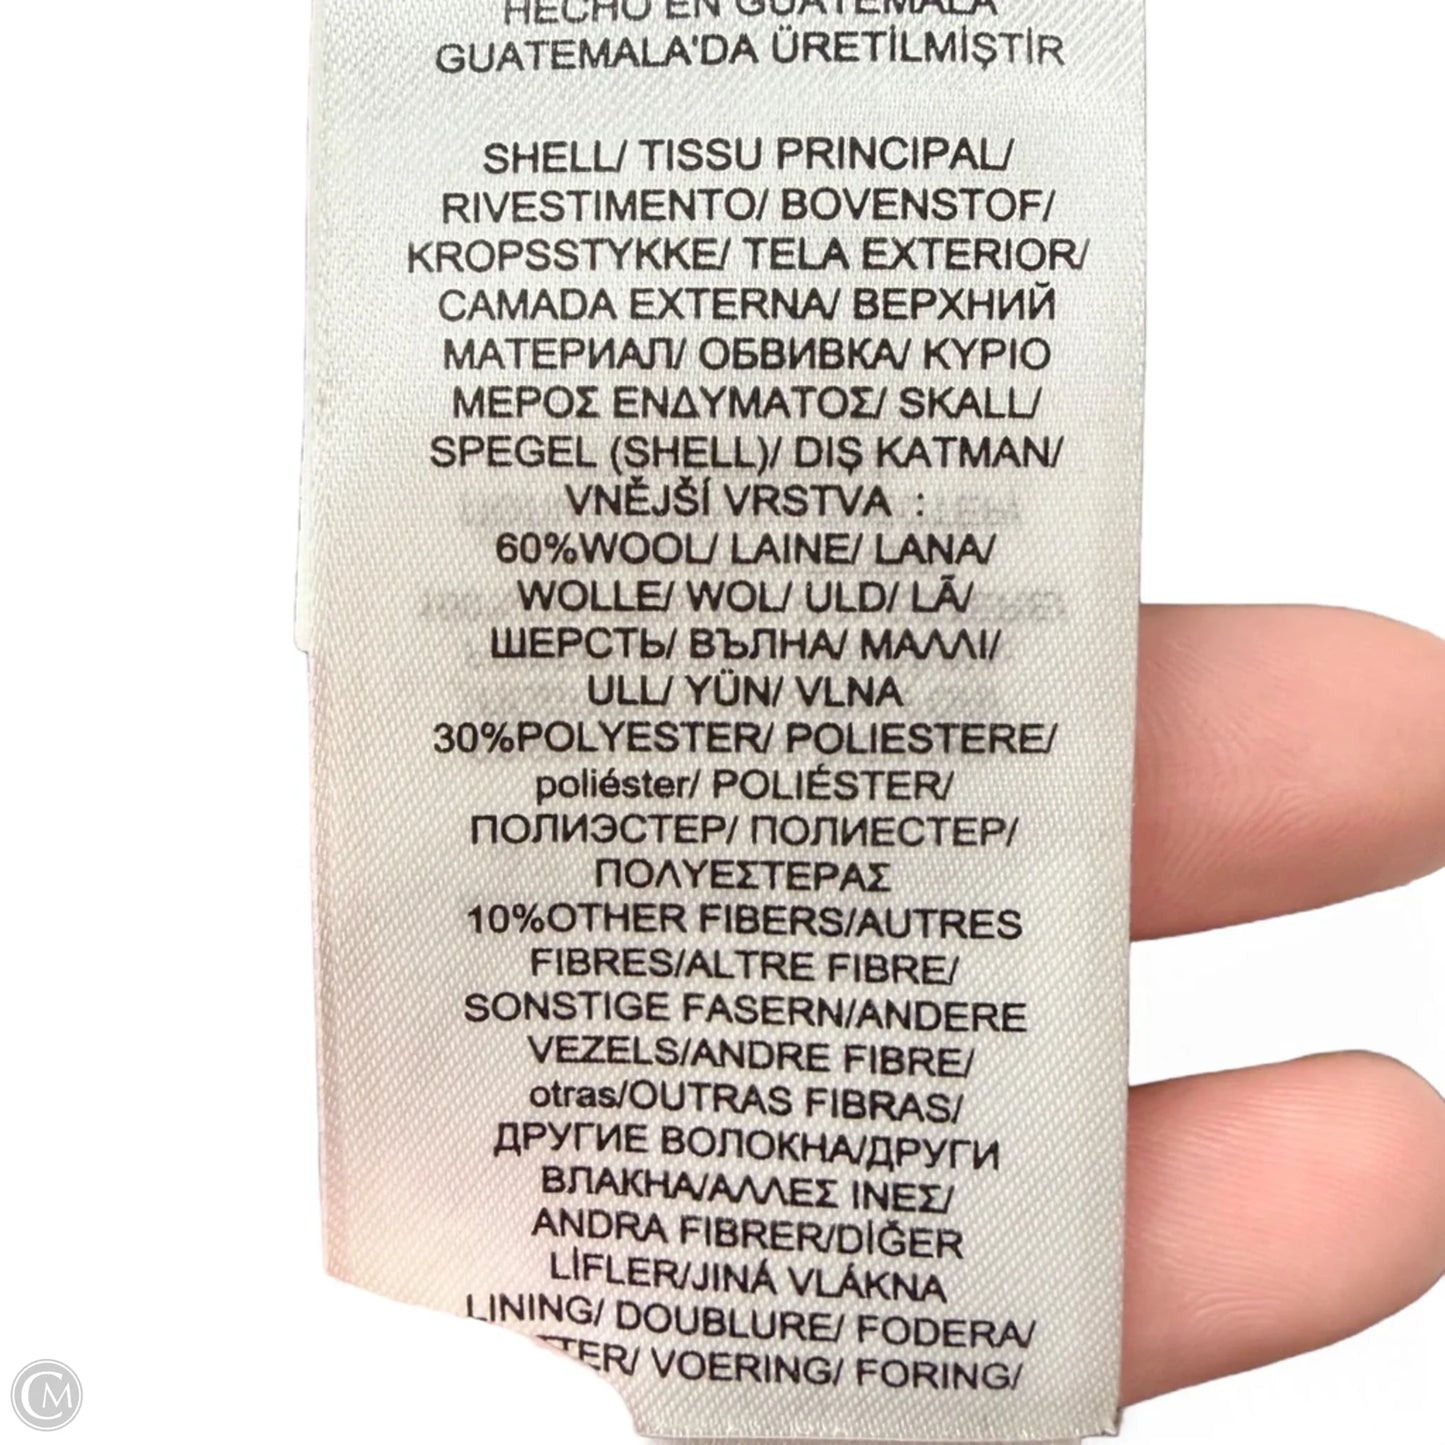 HECHO EN GUATEMALA
GUATEMALA'DA ÜRETİLMİŞTİR
SHELL/ TISSU PRINCIPAL/
RIVESTIMENTO/ BOVENSTOF/
KROPSSTYKKE/ TELA EXTERIOR/
CAMADA EXTERNA/ ВЕРХНИЙ
МАТЕРИАЛ/ ОБВИВКА/ ΚΥΡΙΟ
ΜΕΡΟΣ ΕΝΔΥΜΑΤΟΣ/ SKALL/
SPEGEL (SHELL)/ DIŞ KATMAN/
VNĚJŠÍ VRSTVA :
60%WOOL/ LAINE/ LANA/
WOLLE/ WOL/ ULD/ LÃ/
ШЕРСТЬ/ ВЪЛНА/ ΜΑΛΛΙ/
ULL/ YÜN/ VLNA
30%POLYESTER/ POLIESTERE/
poliéster/ POLIÉSTER/
ПОЛИЭСТЕР/ ПОЛИЕСТЕР/
ΠΟΛΥΕΣΤΕΡΑΣ
10%OTHER FIBERS/AUTRES
FIBRES/ALTRE FIBRE/
SONSTIGE FASERN/ANDERE
VEZELS/ANDRE FIBRE/
otras/OUTRAS FIBRAS/
ДРУГИЕ ВОЛОКНА/ДРУГИ
ВЛАКНА/ΑΛΛΕΣ ΙΝΕΣ/
ANDRA FIBRER/DİĞER
LİFLER/JINÁ VLÁKNA
LINING/ DOUBLURE/ FODERA/
VOERING/ FORING/
CM